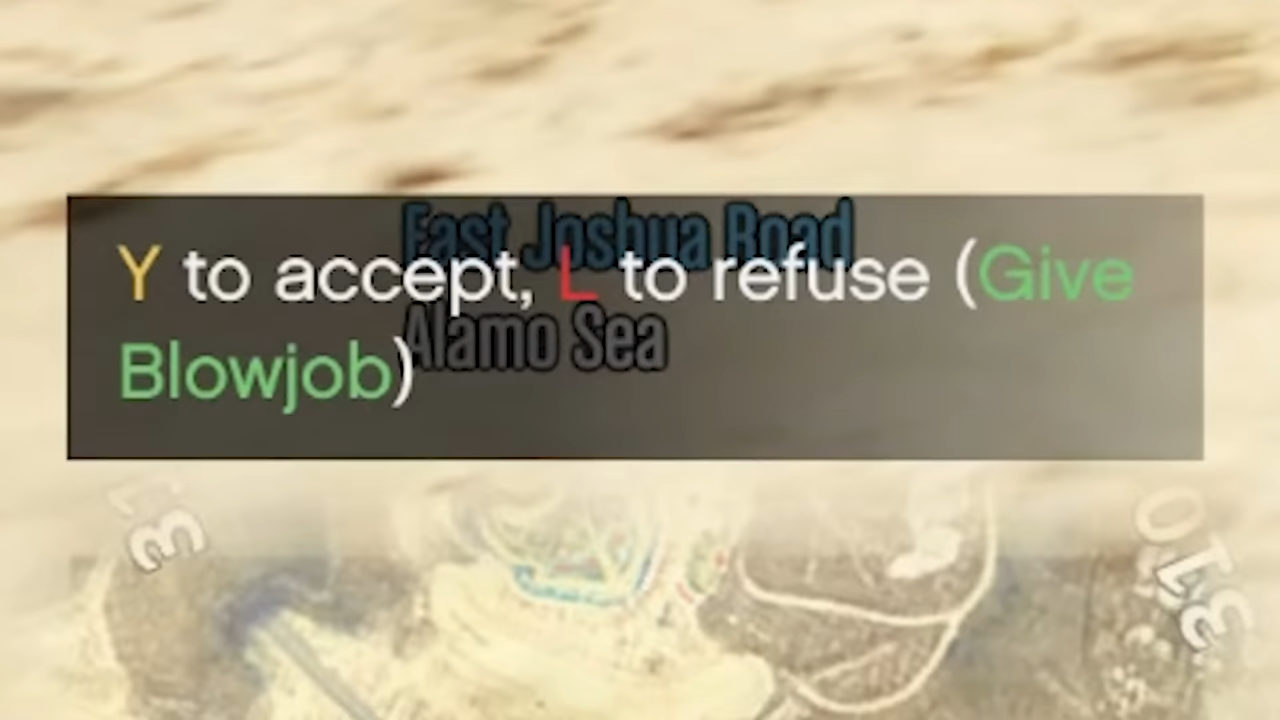 East Joshua Road
Y to accept, L to refuse (Give
Alamo Sea
Blowjob)